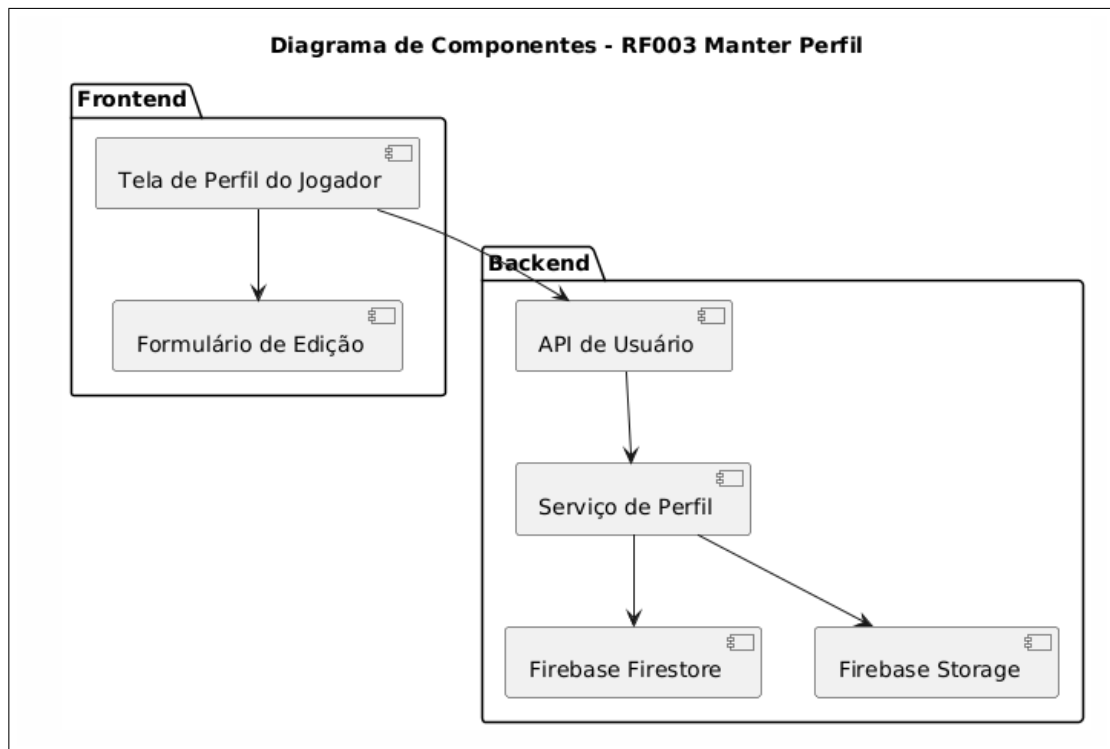 Diagrama de Componentes - RF003 Manter Perfil
Frontend
Tela de Perfil do Jogador
Formulário de Edição
Backend
API de Usuário
Serviço de Perfil
Firebase Firestore
Firebase Storage